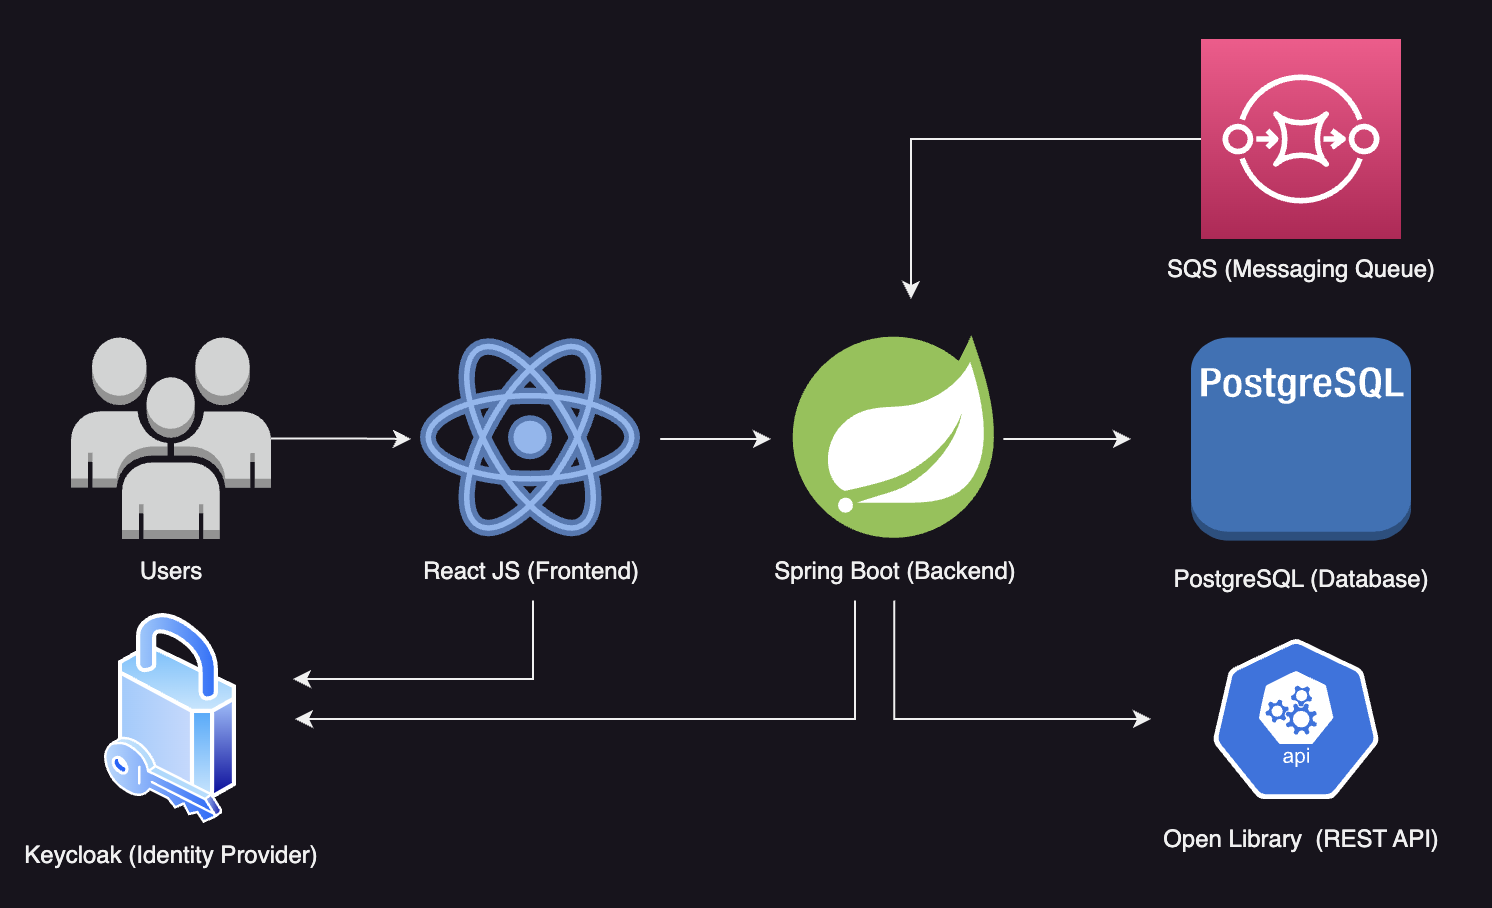 SQS (Messaging Queue)
PostgreSQL
Users
React JS (Frontend)
Spring Boot (Backend)
PostgreSQL (Database)
api
Open Library  (REST API)
Keycloak (Identity Provider)